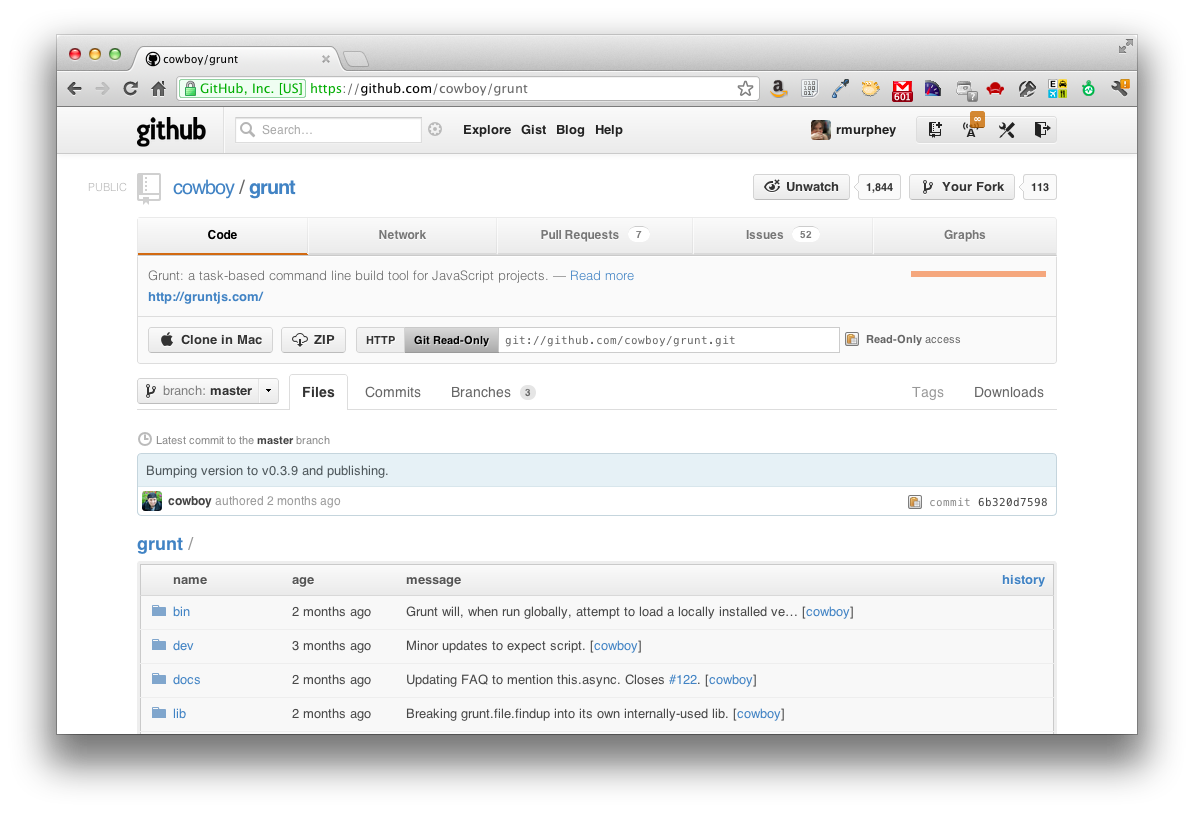 cowboy/grunt
GitHub, Inc. [US] https://github.com/cowboy/grunt
601
github Search... Explore Gist Blog Help rmurphey
PUBLIC cowboy / grunt Unwatch 1,844 Your Fork 113
Code Network Pull Requests 7 Issues 52 Graphs
Grunt: a task-based command line build tool for JavaScript projects. — Read more
http://gruntjs.com/
Clone in Mac ZIP HTTP Git Read-Only git://github.com/cowboy/grunt.git Read-Only access
branch: master Files Commits Branches 3 Tags Downloads
Latest commit to the master branch
Bumping version to v0.3.9 and publishing.
cowboy authored 2 months ago commit 6b320d7598
grunt /
name age message history
bin 2 months ago Grunt will, when run globally, attempt to load a locally installed ve… [cowboy]
dev 3 months ago Minor updates to expect script. [cowboy]
docs 2 months ago Updating FAQ to mention this.async. Closes #122. [cowboy]
lib 2 months ago Breaking grunt.file.findup into its own internally-used lib. [cowboy]